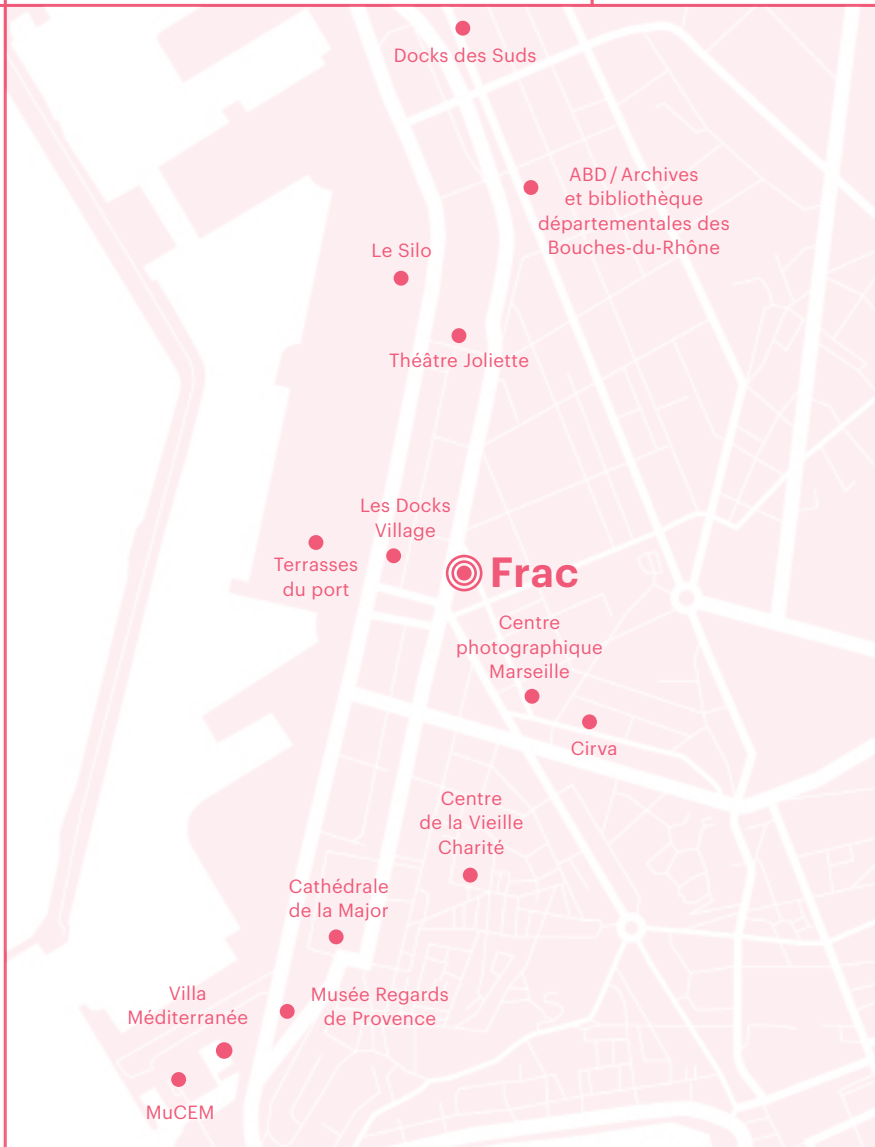 Docks des Suds
ABD / Archives
et bibliothèque
départementales des
Bouches-du-Rhône
Le Silo
Théâtre Joliette
Les Docks
Village
Terrasses
du port
Frac
Centre
photographique
Marseille
Cirva
Centre
de la Vieille
Charité
Cathédrale
de la Major
Villa
Méditerranée
Musée Regards
de Provence
MuCEM